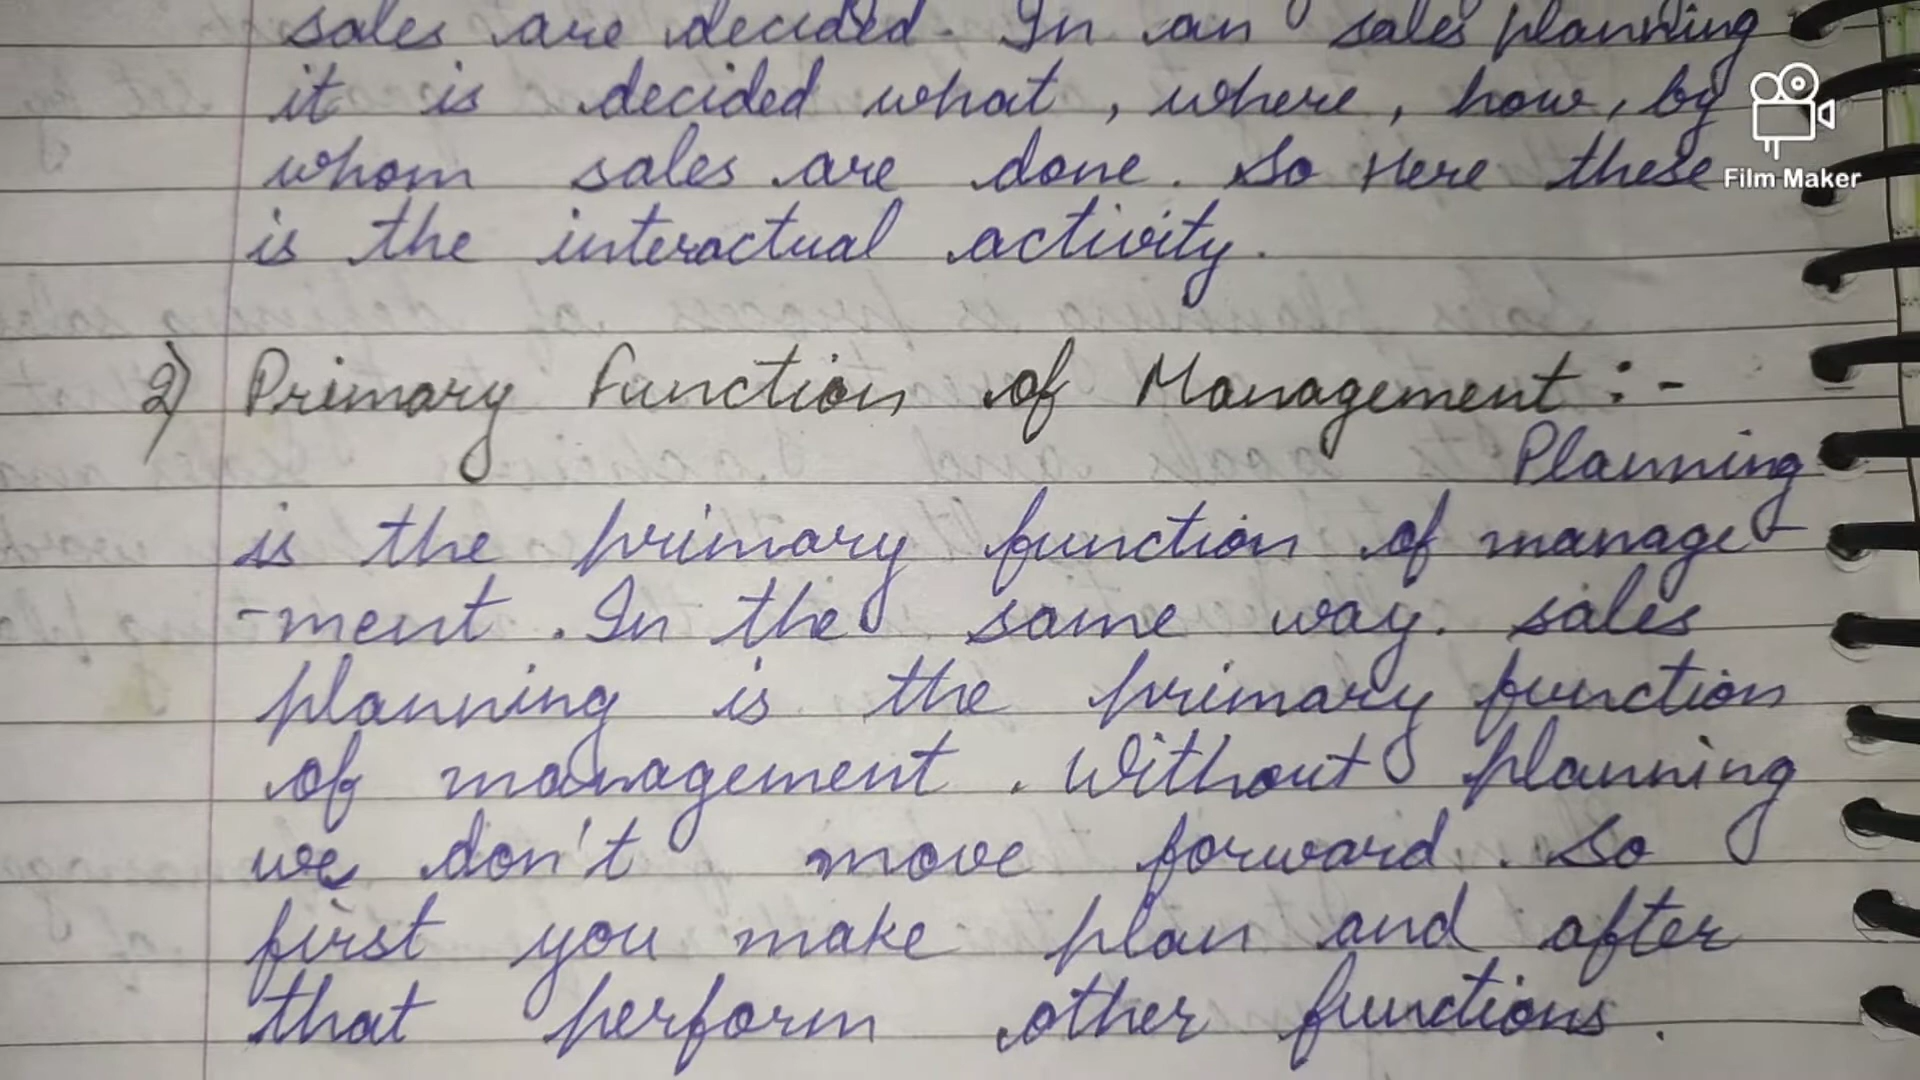 sales are decided. In an sales planning
it is decided what, where, how, by
whom sales are done. So Here these
is the interactual activity.
2) Primary Function of Management :-
Planning
is the primary function of manage-
-ment. In the same way. sales
planning is the primary function
of management. Without planning
we don't move forward. So
first you make plan and after
that perform other functions.
Film Maker